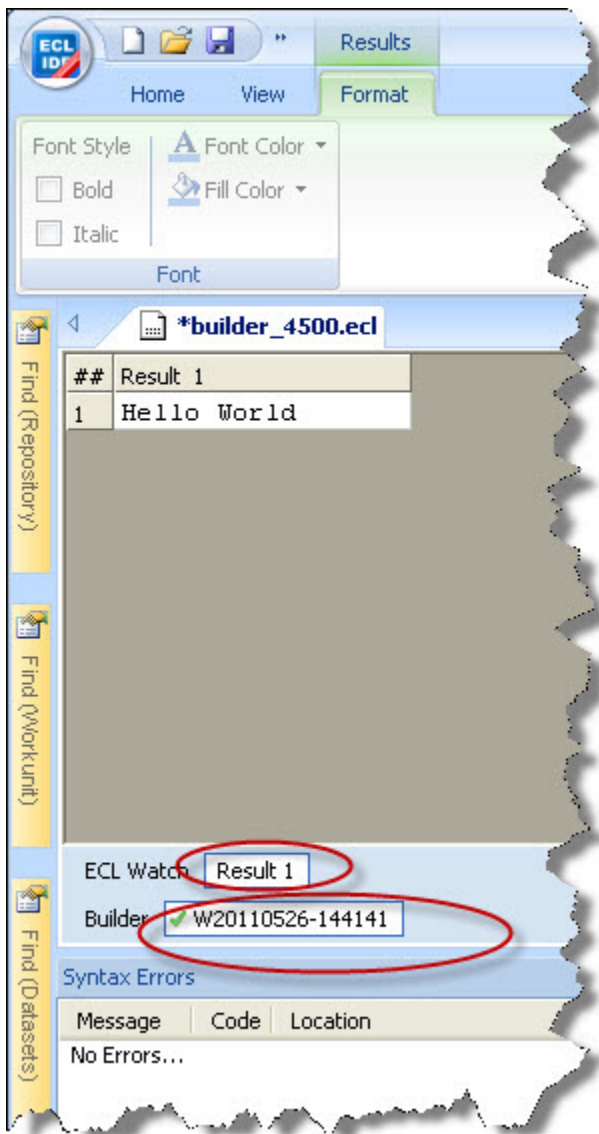 ECL
IDE
Results
Home View Format
Font Style
Font Color
Bold
Fill Color
Italic
Font
*builder_4500.ecl
Find (Repository)
## Result 1
1 Hello World
Find (Workunit)
ECL Watch Result 1
Builder W20110526-144141
Find (Datasets)
Syntax Errors
Message Code Location
No Errors...